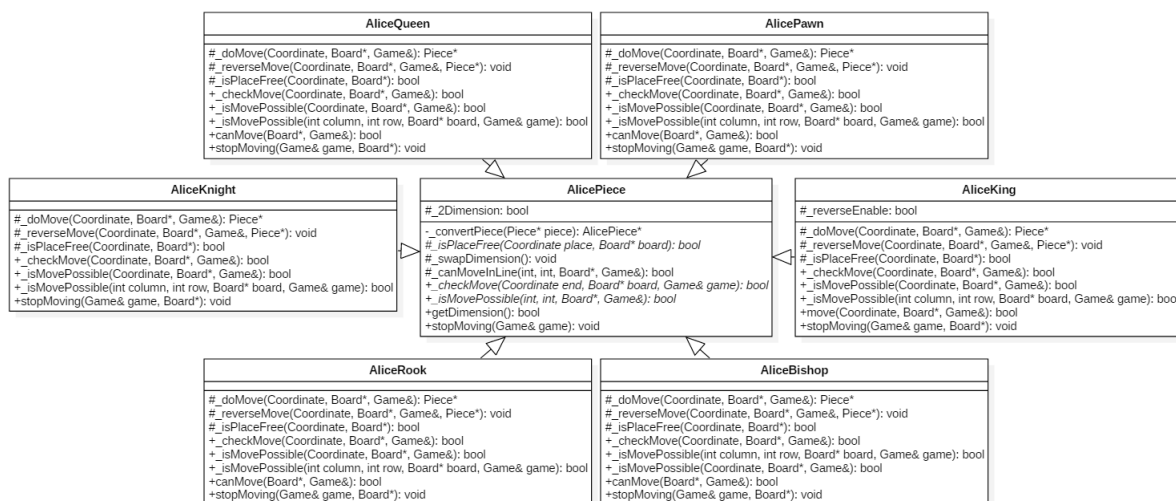 AliceQueen
#_doMove(Coordinate, Board*, Game&): Piece*
#_reverseMove(Coordinate, Board*, Game&, Piece*): void
#_isPlaceFree(Coordinate, Board*): bool
+_checkMove(Coordinate, Board*, Game&): bool
+_isMovePossible(Coordinate, Board*, Game&): bool
+_isMovePossible(int column, int row, Board* board, Game& game): bool
+canMove(Board*, Game&): bool
+stopMoving(Game& game, Board*): void
AlicePawn
#_doMove(Coordinate, Board*, Game&): Piece*
#_reverseMove(Coordinate, Board*, Game&, Piece*): void
#_isPlaceFree(Coordinate, Board*): bool
+_checkMove(Coordinate, Board*, Game&): bool
+_isMovePossible(Coordinate, Board*, Game&): bool
+_isMovePossible(int column, int row, Board* board, Game& game): bool
+canMove(Board*, Game&): bool
+stopMoving(Game& game, Board*): void
AliceKnight
#_doMove(Coordinate, Board*, Game&): Piece*
#_reverseMove(Coordinate, Board*, Game&, Piece*): void
#_isPlaceFree(Coordinate, Board*): bool
+_checkMove(Coordinate, Board*, Game&): bool
+_isMovePossible(Coordinate, Board*, Game&): bool
+_isMovePossible(int column, int row, Board* board, Game& game): bool
+stopMoving(Game& game, Board*): void
AlicePiece
#_2Dimension: bool
-_convertPiece(Piece* piece): AlicePiece*
#_isPlaceFree(Coordinate place, Board* board): bool
#_swapDimension(): void
#_canMoveInLine(int, int, Board*, Game&): bool
+_checkMove(Coordinate end, Board* board, Game& game): bool
+_isMovePossible(int, int, Board*, Game&): bool
+getDimension(): bool
+stopMoving(Game& game): void
AliceKing
#_reverseEnable: bool
#_doMove(Coordinate, Board*, Game&): Piece*
#_reverseMove(Coordinate, Board*, Game&, Piece*): void
#_isPlaceFree(Coordinate, Board*): bool
+_checkMove(Coordinate, Board*, Game&): bool
+_isMovePossible(Coordinate, Board*, Game&): bool
+_isMovePossible(int column, int row, Board* board, Game& game): bool
+move(Coordinate, Board*, Game&): bool
+stopMoving(Game& game, Board*): void
AliceRook
#_doMove(Coordinate, Board*, Game&): Piece*
#_reverseMove(Coordinate, Board*, Game&, Piece*): void
#_isPlaceFree(Coordinate, Board*): bool
+_checkMove(Coordinate, Board*, Game&): bool
+_isMovePossible(Coordinate, Board*, Game&): bool
+_isMovePossible(int column, int row, Board* board, Game& game): bool
+canMove(Board*, Game&): bool
+stopMoving(Game& game, Board*): void
AliceBishop
#_doMove(Coordinate, Board*, Game&): Piece*
#_reverseMove(Coordinate, Board*, Game&, Piece*): void
#_isPlaceFree(Coordinate, Board*): bool
+_checkMove(Coordinate, Board*, Game&): bool
+_isMovePossible(int column, int row, Board* board, Game& game): bool
+_isMovePossible(Coordinate, Board*, Game&): bool
+canMove(Board*, Game&): bool
+stopMoving(Game& game, Board*): void